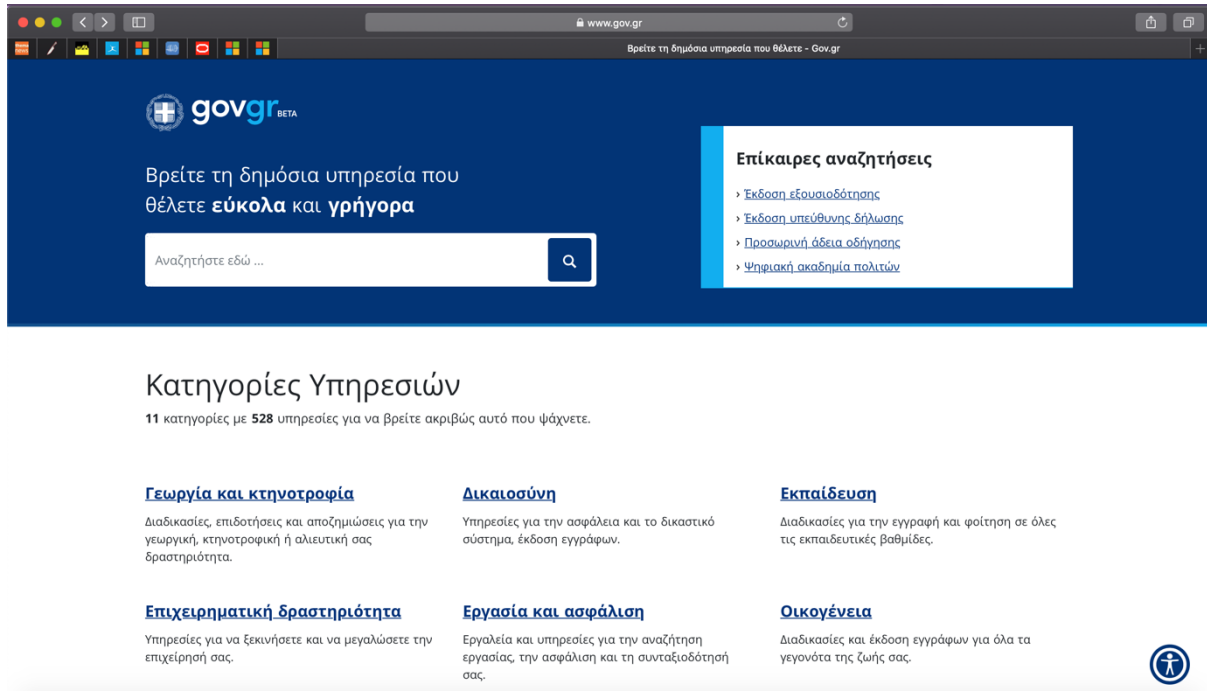 www.gov.gr
Βρείτε τη δημόσια υπηρεσία που θέλετε - Gov.gr
govgr BETA
Βρείτε τη δημόσια υπηρεσία που
θέλετε εύκολα και γρήγορα
Αναζητήστε εδώ ...
Επίκαιρες αναζητήσεις
› Έκδοση εξουσιοδότησης
› Έκδοση υπεύθυνης δήλωσης
› Προσωρινή άδεια οδήγησης
› Ψηφιακή ακαδημία πολιτών
Κατηγορίες Υπηρεσιών
11 κατηγορίες με 528 υπηρεσίες για να βρείτε ακριβώς αυτό που ψάχνετε.
Γεωργία και κτηνοτροφία
Διαδικασίες, επιδοτήσεις και αποζημιώσεις για την
γεωργική, κτηνοτροφική ή αλιευτική σας
δραστηριότητα.
Δικαιοσύνη
Υπηρεσίες για την ασφάλεια και το δικαστικό
σύστημα, έκδοση εγγράφων.
Εκπαίδευση
Διαδικασίες για την εγγραφή και φοίτηση σε όλες
τις εκπαιδευτικές βαθμίδες.
Επιχειρηματική δραστηριότητα
Υπηρεσίες για να ξεκινήσετε και να μεγαλώσετε την
επιχείρησή σας.
Εργασία και ασφάλιση
Εργαλεία και υπηρεσίες για την αναζήτηση
εργασίας, την ασφάλιση και τη συνταξιοδότησή
σας.
Οικογένεια
Διαδικασίες και έκδοση εγγράφων για όλα τα
γεγονότα της ζωής σας.